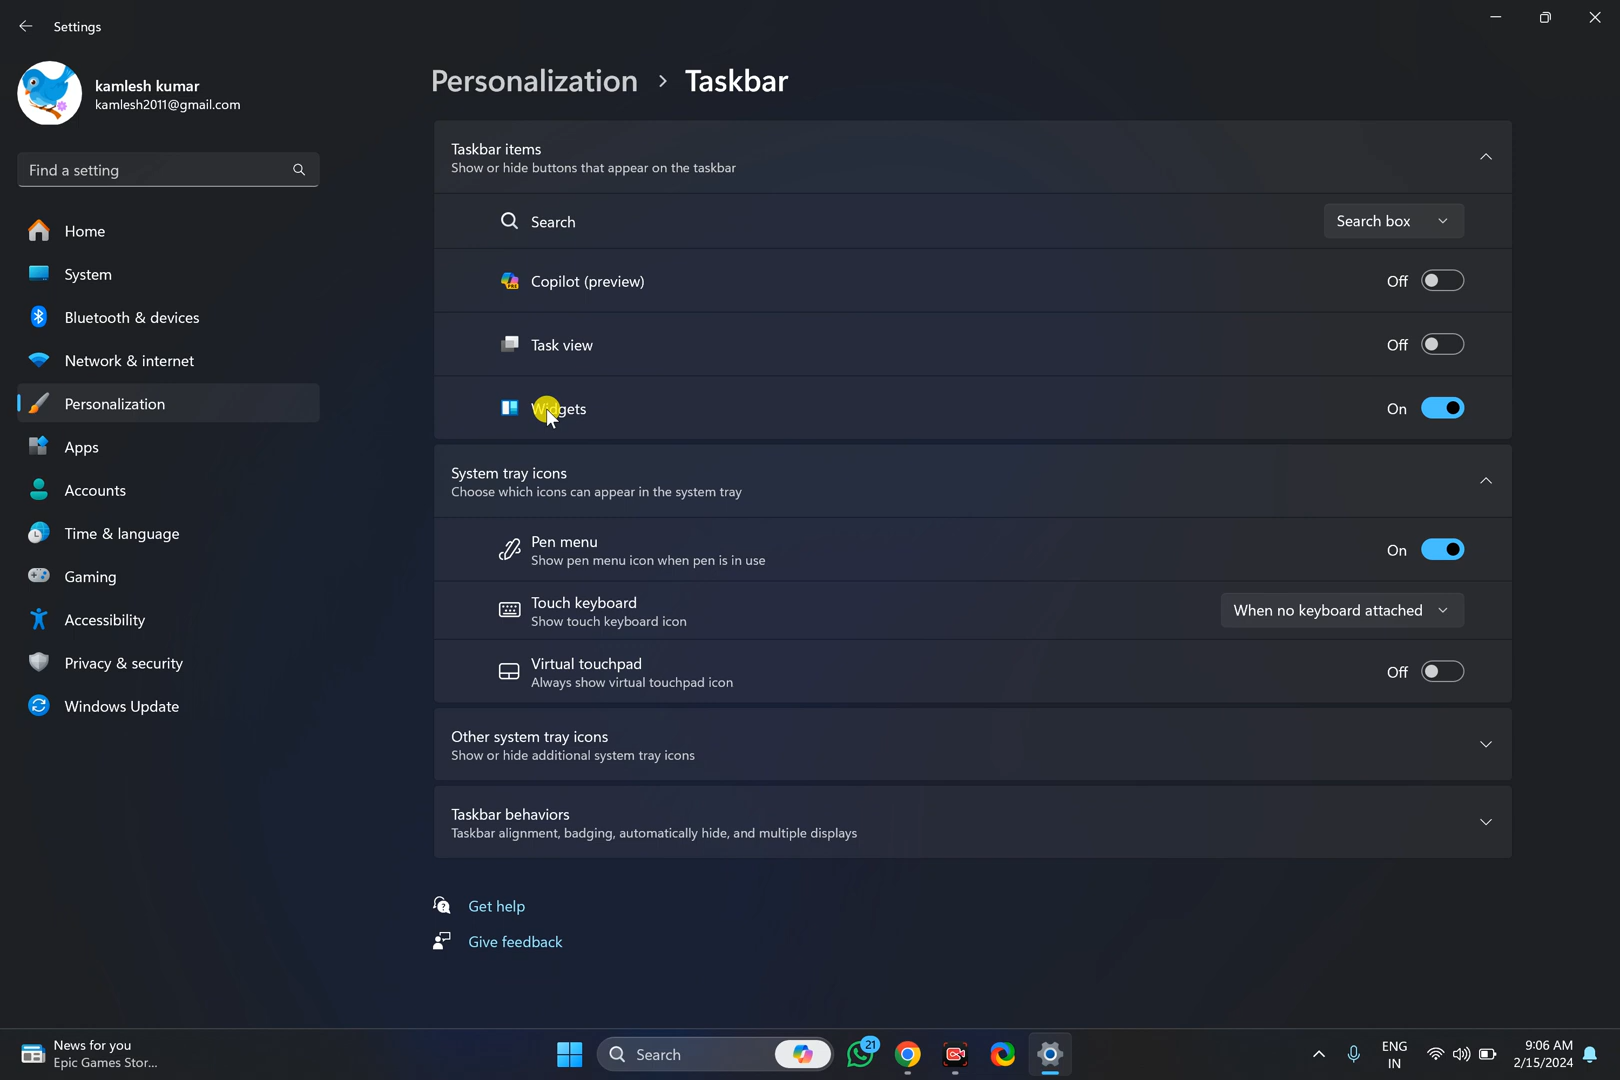 Settings
kamlesh kumar
kamlesh2011@gmail.com
Find a setting
Home
System
Bluetooth & devices
Network & internet
Personalization
Apps
Accounts
Time & language
Gaming
Accessibility
Privacy & security
Windows Update
Personalization > Taskbar
Taskbar items
Show or hide buttons that appear on the taskbar
Search
Search box
Copilot (preview)
Off
Task view
Off
Widgets
On
System tray icons
Choose which icons can appear in the system tray
Pen menu
Show pen menu icon when pen is in use
On
Touch keyboard
Show touch keyboard icon
When no keyboard attached
Virtual touchpad
Always show virtual touchpad icon
Off
Other system tray icons
Show or hide additional system tray icons
Taskbar behaviors
Taskbar alignment, badging, automatically hide, and multiple displays
Get help
Give feedback
News for you
Epic Games Stor...
Search
21
ENG
IN
9:06 AM
2/15/2024